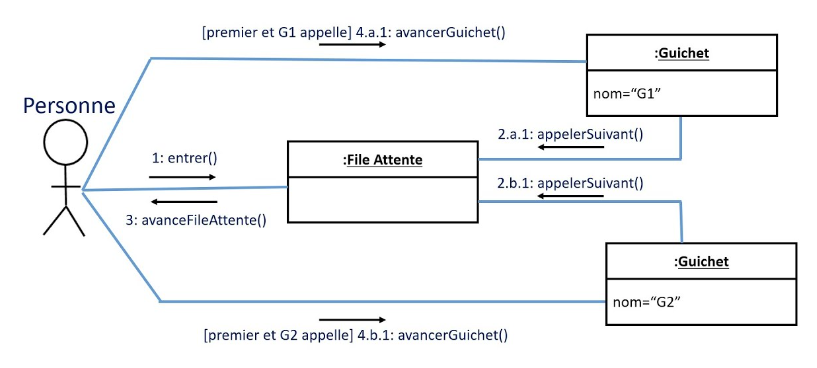 [premier et G1 appelle] 4.a.1: avancerGuichet()
:Guichet
nom=“G1”
Personne
2.a.1: appelerSuivant()
1: entrer()
:File Attente
2.b.1: appelerSuivant()
3: avanceFileAttente()
:Guichet
nom=“G2”
[premier et G2 appelle] 4.b.1: avancerGuichet()